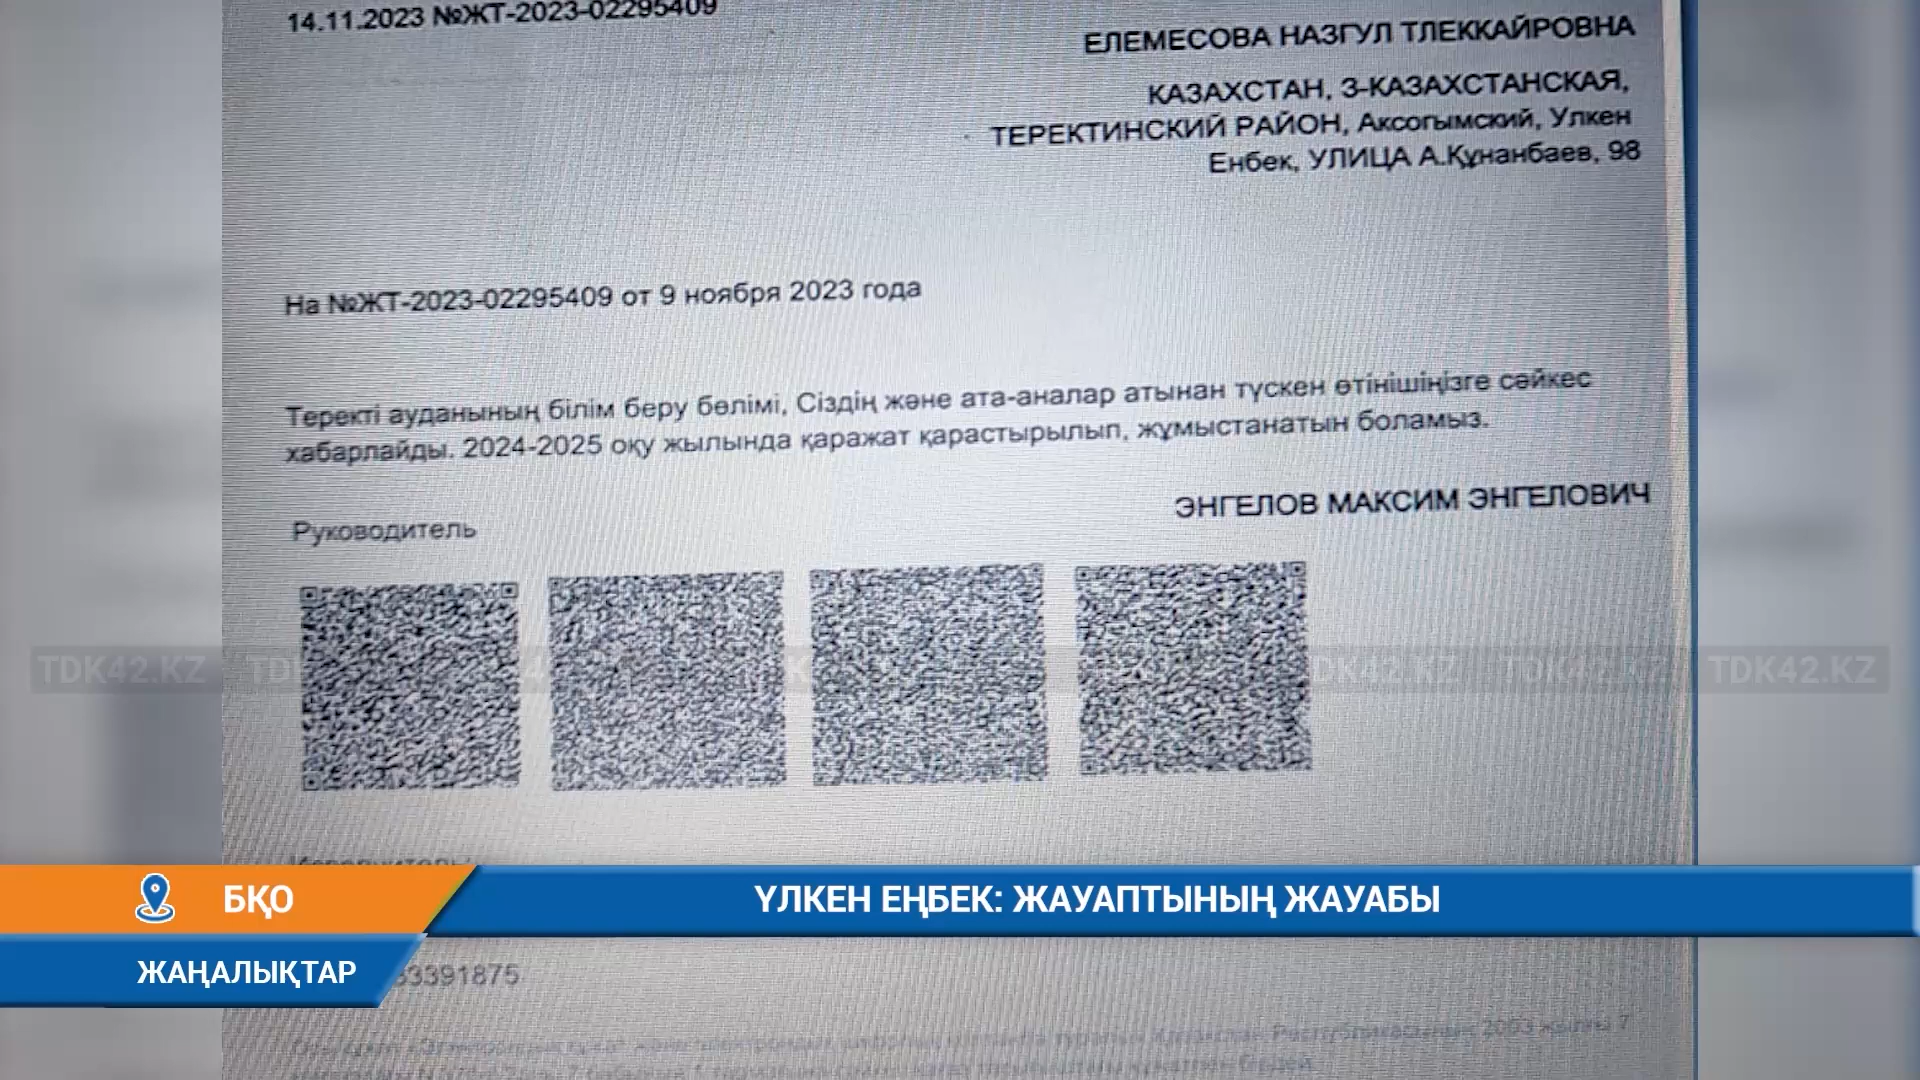 14.11.2023 №ЖТ-2023-02295409
ЕЛЕМЕСОВА НАЗГУЛ ТЛЕККАЙРОВНА
КАЗАХСТАН, З-КАЗАХСТАНСКАЯ,
ТЕРЕКТИНСКИЙ РАЙОН, Аксогымский, Улкен
Енбек, УЛИЦА А.Құнанбаев, 98
На №ЖТ-2023-02295409 от 9 ноября 2023 года
Теректі ауданының білім беру бөлімі, Сіздің және ата-аналар атынан түскен өтінішіңізге сәйкес
хабарлайды. 2024-2025 оқу жылында қаражат қарастырылып, жұмыстанатын боламыз.
ЭНГЕЛОВ МАКСИМ ЭНГЕЛОВИЧ
Руководитель
TDK42.KZ TDK42.KZ TDK42.KZ TDK42.KZ
БҚО
ҮЛКЕН ЕҢБЕК: ЖАУАПТЫНЫҢ ЖАУАБЫ
ЖАҢАЛЫҚТАР
3391875